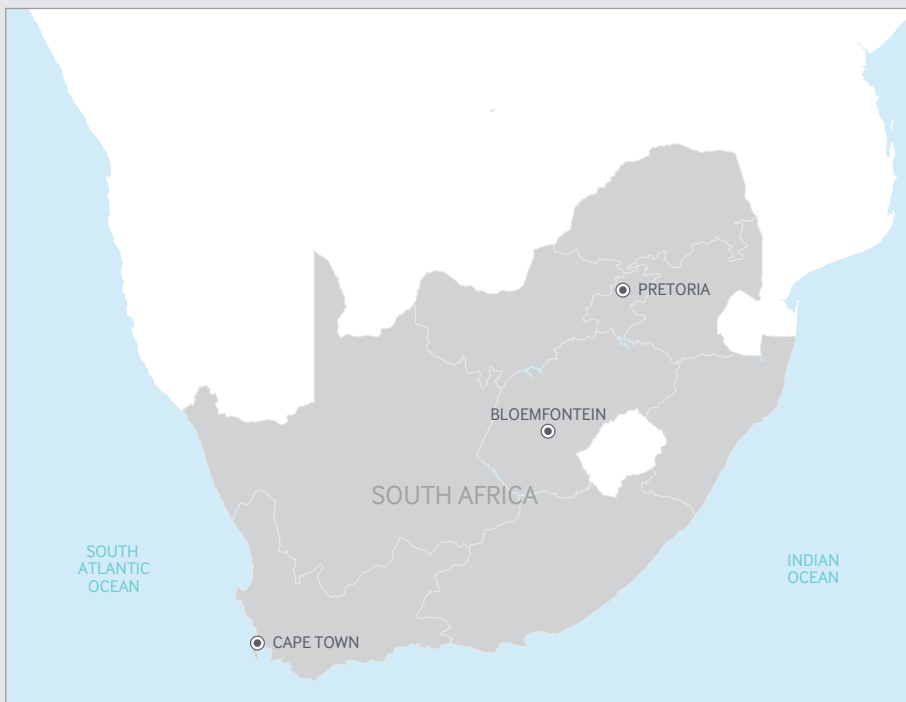 PRETORIA
BLOEMFONTEIN
SOUTH AFRICA
SOUTH
ATLANTIC
OCEAN
INDIAN
OCEAN
CAPE TOWN